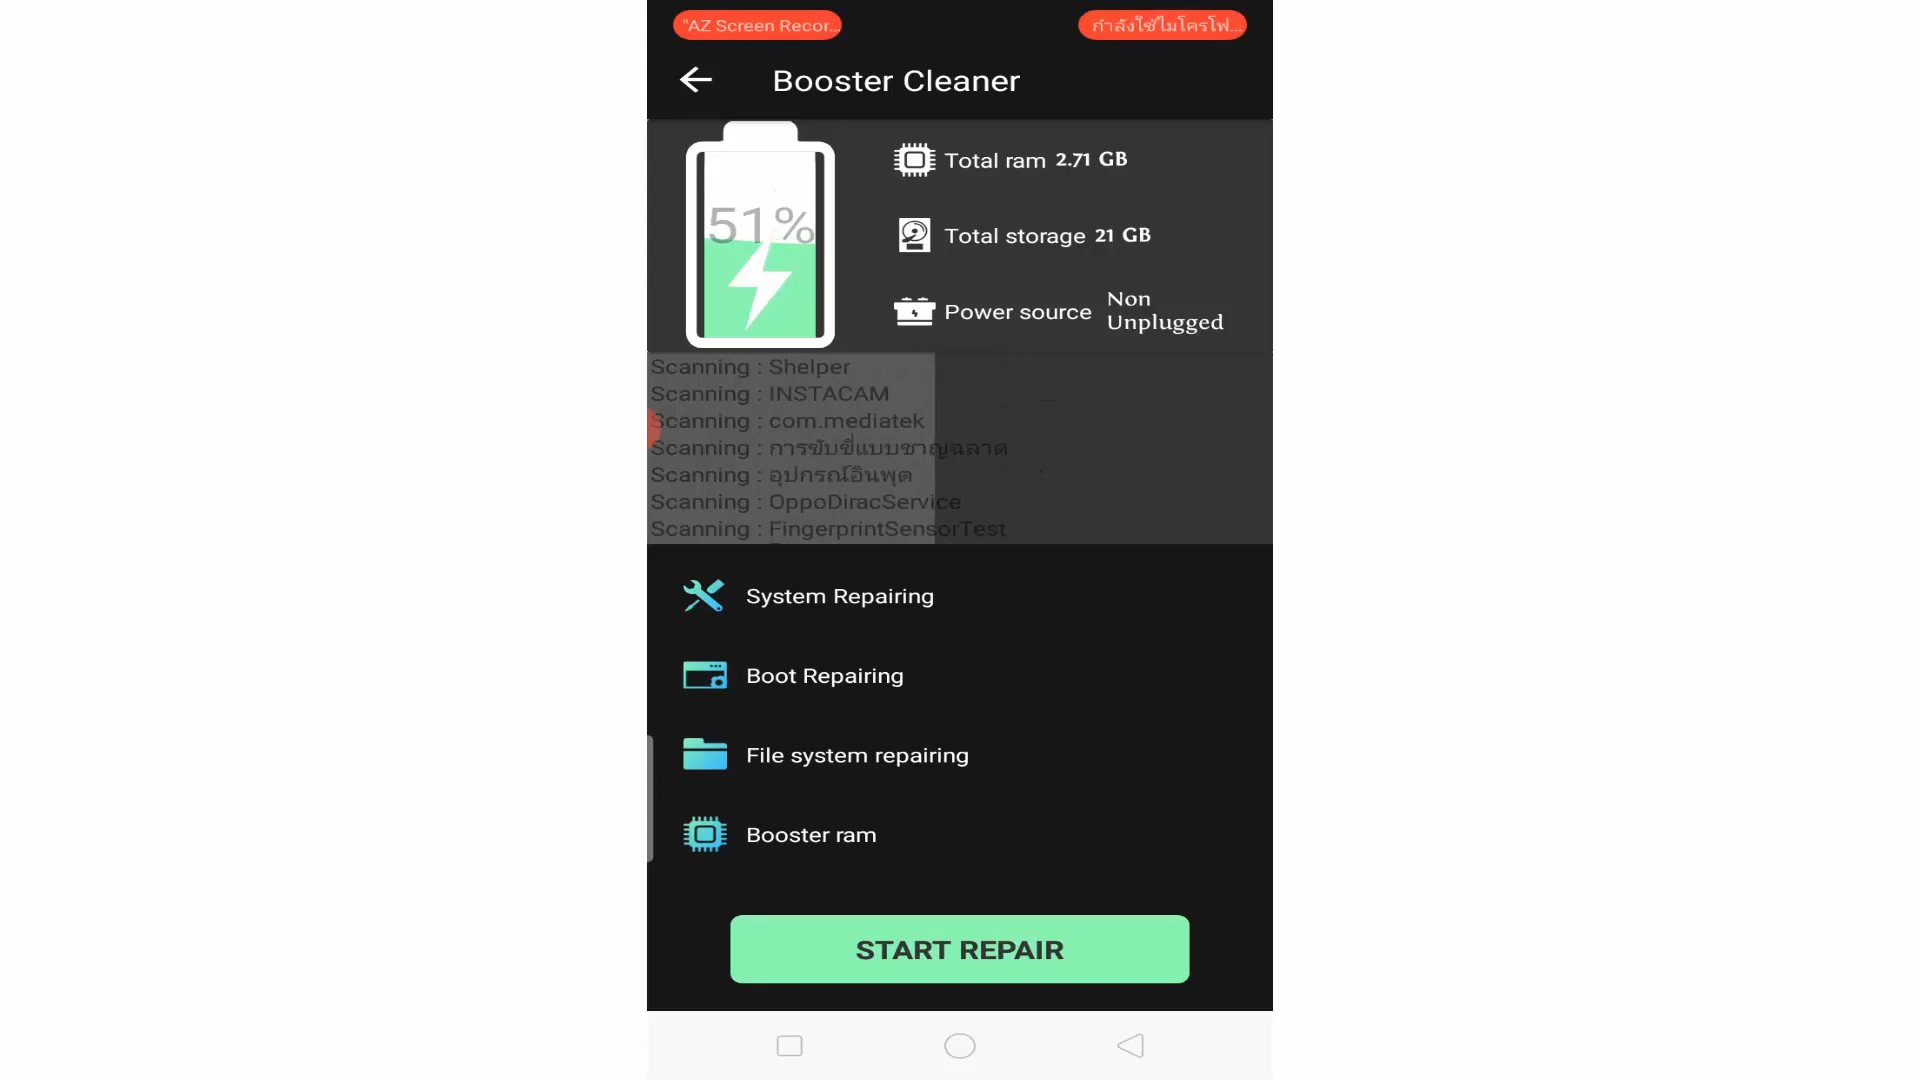 "AZ Screen Recor...
กำลังใช้ไมโครโฟ...
Booster Cleaner
51%
Total ram 2.71 GB
Total storage 21 GB
Power source Non Unplugged
Scanning : Shelper
Scanning : INSTACAM
Scanning : com.mediatek
Scanning : การขับขี่แบบชาญฉลาด
Scanning : อุปกรณ์อินพุต
Scanning : OppoDiracService
Scanning : FingerprintSensorTest
System Repairing
Boot Repairing
File system repairing
Booster ram
START REPAIR